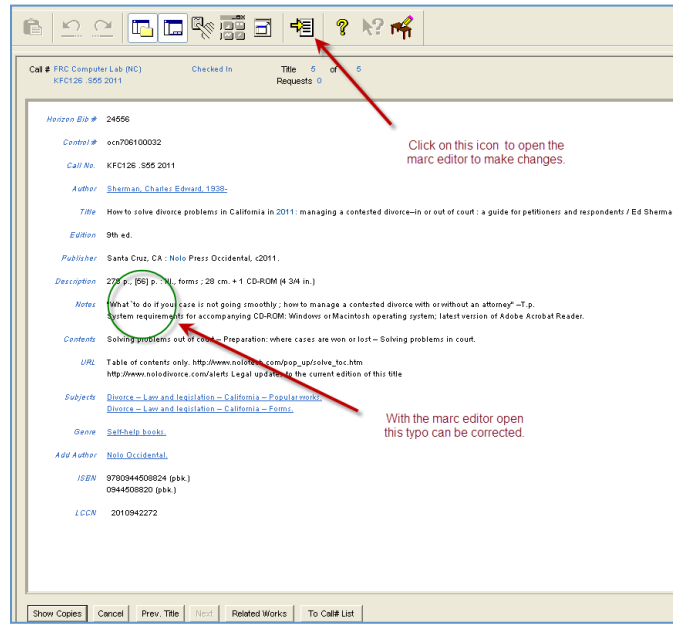 Call # FRC Computer Lab (NC) Checked In Title 5 of 5
KFC126 .S55 2011 Requests 0
Horizon Bib # 24556
Click on this icon to open the
marc editor to make changes.
Control # ocn706100032
Call No. KFC126 .S55 2011
Author Sherman, Charles Edward, 1938-
Title How to solve divorce problems in California in 2011: managing a contested divorce--in or out of court : a guide for petitioners and respondents / Ed Sherma
Edition 9th ed.
Publisher Santa Cruz, CA : Nolo Press Occidental, c2011.
Description 279 p., [56] p. : ill., forms ; 28 cm. + 1 CD-ROM (4 3/4 in.)
Notes "What`to do if your case is not going smoothly ; how to manage a contested divorce with or without an attorney" --T.p.
System requirements for accompanying CD-ROM: Windows or Macintosh operating system; latest version of Adobe Acrobat Reader.
Contents Solving problems out of court -- Preparation: where cases are won or lost -- Solving problems in court.
URL Table of contents only. http://www.nolotech.com/pop_up/solve_toc.htm
http://www.nolodivorce.com/alerts Legal updates to the current edition of this title
Subjects Divorce -- Law and legislation -- California -- Popular works.
Divorce -- Law and legislation -- California -- Forms.
With the marc editor open
this typo can be corrected.
Genre Self-help books.
Add Author Nolo Occidental.
ISBN 9780944508824 (pbk.)
0944508820 (pbk.)
LCCN 2010942272
Show Copies Cancel Prev. Title Next Related Works To Call# List